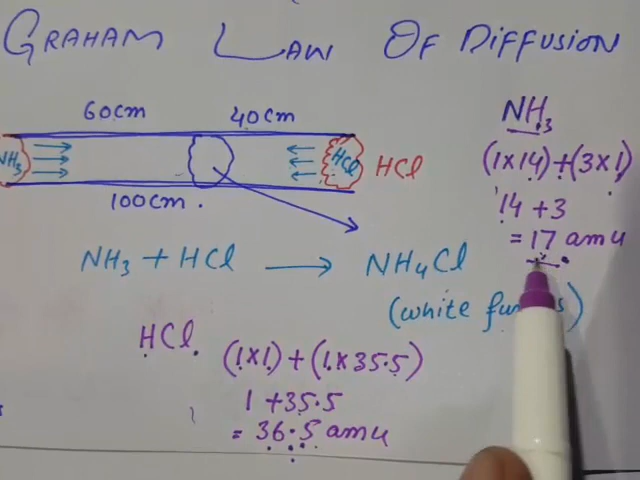 GRAHAM LAW OF DIFFUSION
60cm 40cm
NH₃ HCl HCl
100cm.
NH₃
(1x14)+(3x1)
14+3
=17 amu
NH₃ + HCl → NH₄Cl
(white
HCl. (1x1)+(1x35.5)
1+35.5
= 36.5 amu